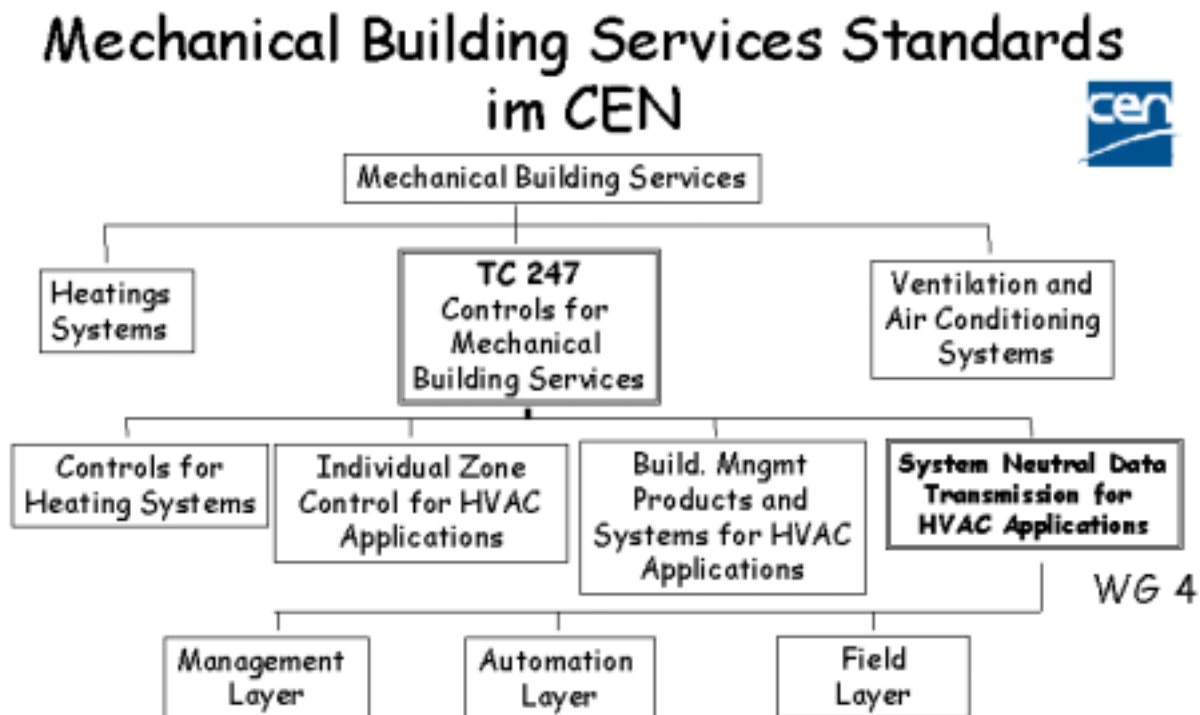 Mechanical Building Services Standards
im CEN
cen
Mechanical Building Services
Heatings
Systems
TC 247
Controls for
Mechanical
Building Services
Ventilation and
Air Conditioning
Systems
Controls for
Heating Systems
Individual Zone
Control for HVAC
Applications
Build. Mngmt
Products and
Systems for HVAC
Applications
System Neutral Data
Transmission for
HVAC Applications
WG 4
Management
Layer
Automation
Layer
Field
Layer